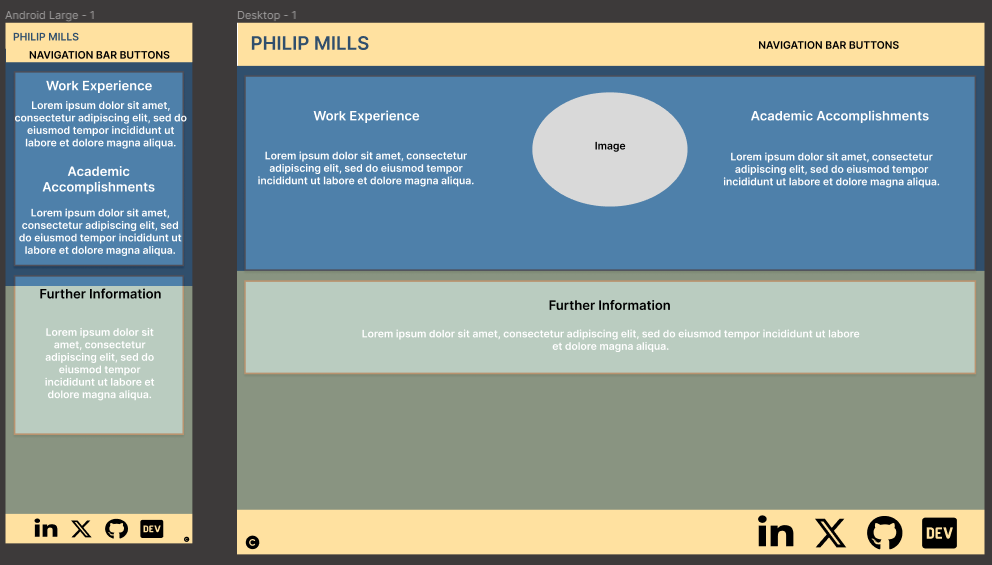 Android Large - 1
PHILIP MILLS
NAVIGATION BAR BUTTONS
Work Experience
Lorem ipsum dolor sit amet,
consectetur adipiscing elit, sed do
eiusmod tempor incididunt ut
labore et dolore magna aliqua.
Academic
Accomplishments
Lorem ipsum dolor sit amet,
consectetur adipiscing elit, sed
do eiusmod tempor incididunt ut
labore et dolore magna aliqua.
Further Information
Lorem ipsum dolor sit
amet, consectetur
adipiscing elit, sed do
eiusmod tempor
incididunt ut labore et
dolore magna aliqua.
in X DEV
C
Desktop - 1
PHILIP MILLS
NAVIGATION BAR BUTTONS
Work Experience
Lorem ipsum dolor sit amet, consectetur
adipiscing elit, sed do eiusmod tempor
incididunt ut labore et dolore magna aliqua.
Image
Academic Accomplishments
Lorem ipsum dolor sit amet, consectetur
adipiscing elit, sed do eiusmod tempor
incididunt ut labore et dolore magna aliqua.
Further Information
Lorem ipsum dolor sit amet, consectetur adipiscing elit, sed do eiusmod tempor incididunt ut labore
et dolore magna aliqua.
C
in X DEV